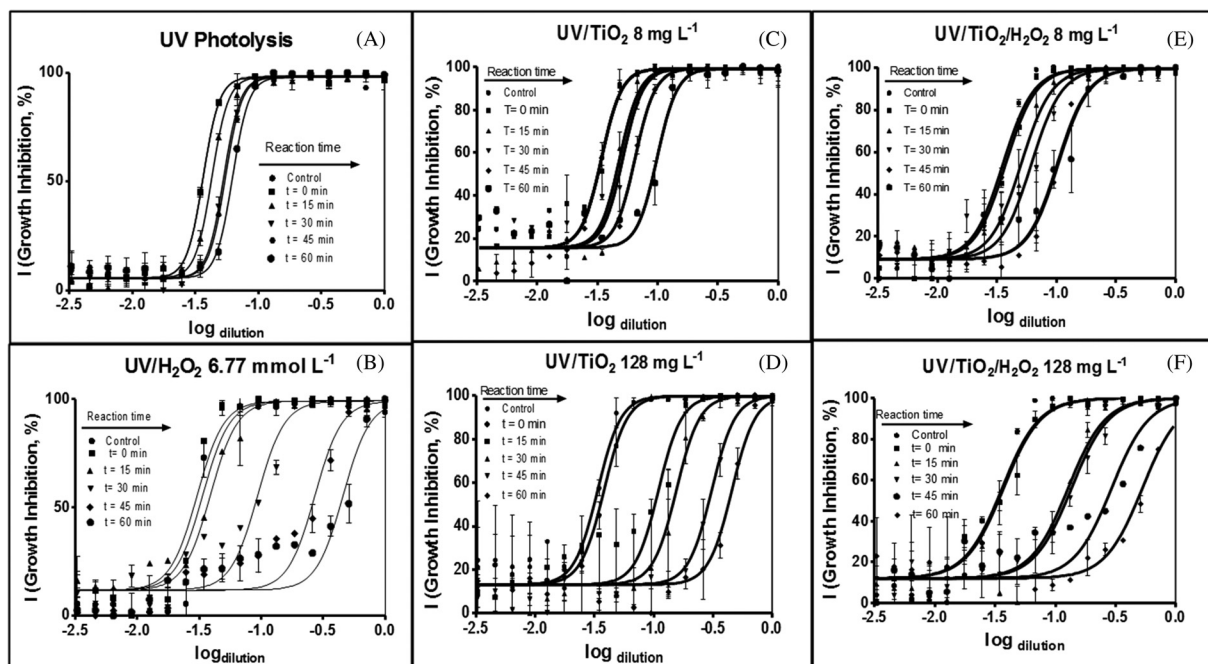 UV Photolysis (A)
I (Growth Inhibition, %)
100
50
0
Reaction time
Control
t = 0 min
t = 15 min
t = 30 min
t = 45 min
t = 60 min
-2.5 -2.0 -1.5 -1.0 -0.5 0.0
log dilution
UV/H2O2 6.77 mmol L-1 (B)
I (Growth Inhibition, %)
100
50
0
Reaction time
Control
t = 0 min
t = 15 min
t = 30 min
t = 45 min
t = 60 min
-2.5 -2.0 -1.5 -1.0 -0.5 0.0
log dilution
UV/TiO2 8 mg L-1 (C)
I (Growth Inhibition, %)
100
80
60
40
20
0
Reaction time
Control
T= 0 min
T= 15 min
T= 30 min
T= 45 min
T= 60 min
-2.5 -2.0 -1.5 -1.0 -0.5 0.0
log dilution
UV/TiO2 128 mg L-1 (D)
I (Growth Inhibition, %)
100
80
60
40
20
0
Reaction time
Control
t = 0 min
t = 15 min
t = 30 min
t = 45 min
t = 60 min
-2.5 -2.0 -1.5 -1.0 -0.5 0.0
log dilution
UV/TiO2/H2O2 8 mg L-1 (E)
I (Growth Inhibition, %)
100
80
60
40
20
0
Reaction time
Control
T= 0 min
T= 15 min
T= 30 min
T= 45 min
T= 60 min
-2.5 -2.0 -1.5 -1.0 -0.5 0.0
log dilution
UV/TiO2/H2O2 128 mg L-1 (F)
I (Growth Inhibition, %)
100
80
60
40
20
0
Reaction time
Control
t= 0 min
t= 15 min
t= 30 min
t= 45 min
t= 60 min
-2.5 -2.0 -1.5 -1.0 -0.5 0.0
log dilution